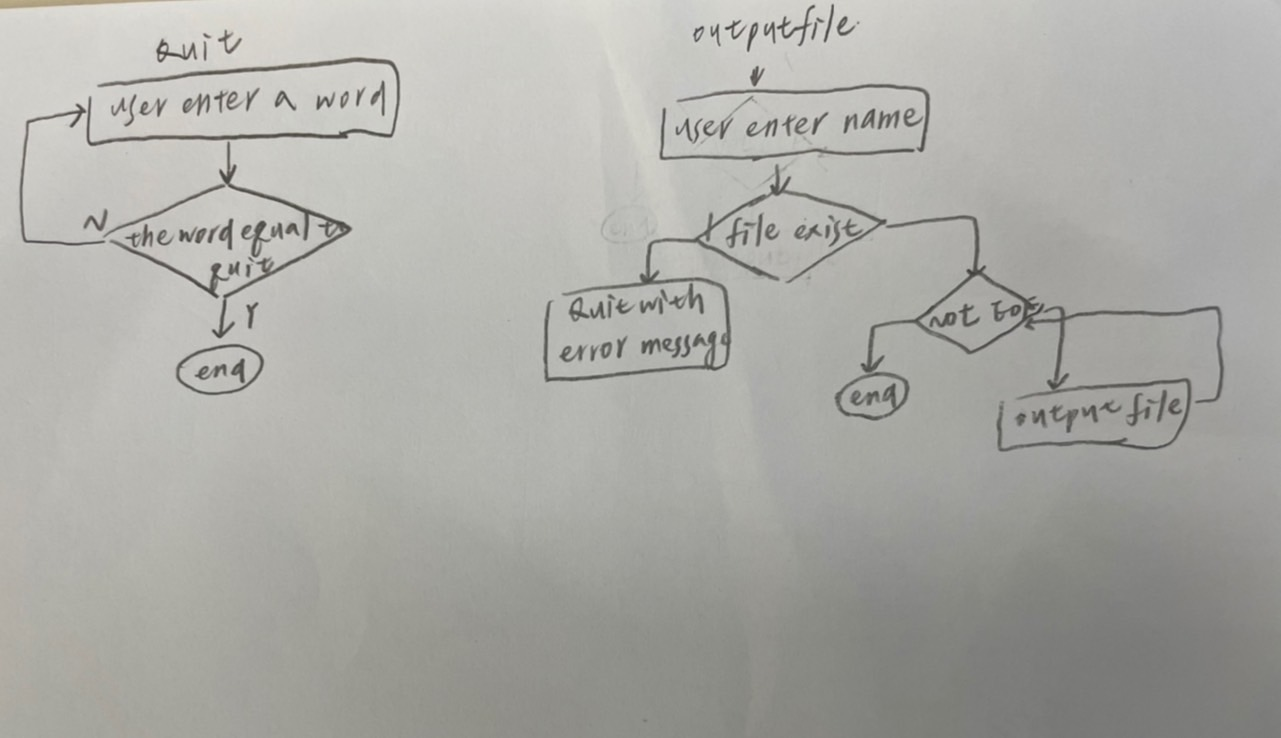 Quit
user enter a word
N
the word equal to
quit
Y
end
outputfile
user enter name
file exist
Quit with
error message
not EOF
end
output file